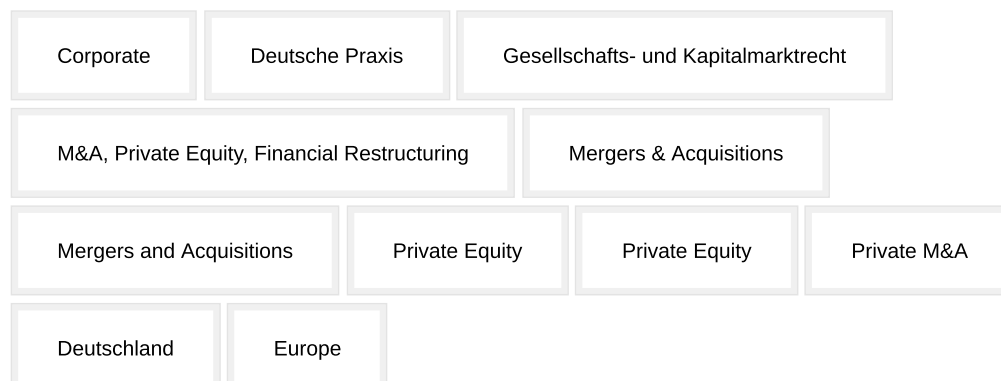 Corporate Deutsche Praxis Gesellschafts- und Kapitalmarktrecht
M&A, Private Equity, Financial Restructuring Mergers & Acquisitions
Mergers and Acquisitions Private Equity Private Equity Private M&A
Deutschland Europe